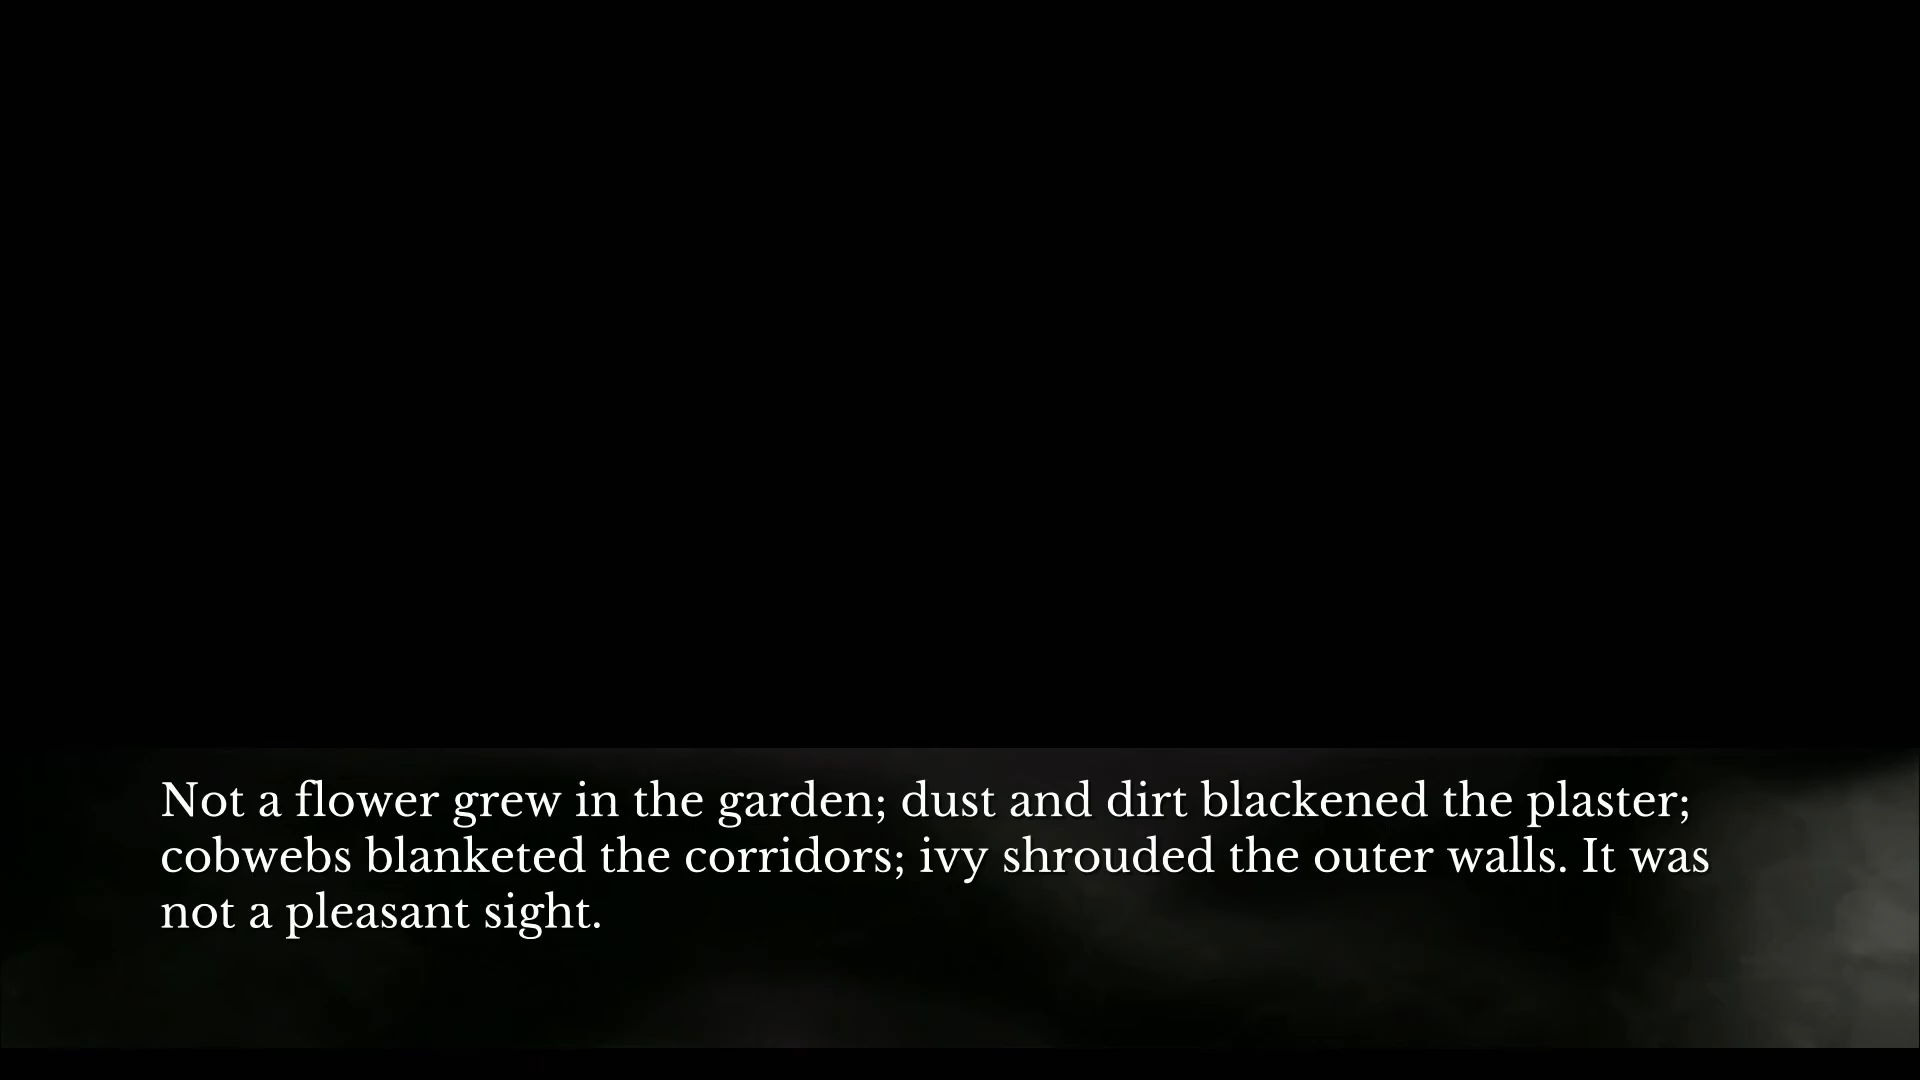 Not a flower grew in the garden; dust and dirt blackened the plaster;
cobwebs blanketed the corridors; ivy shrouded the outer walls. It was
not a pleasant sight.